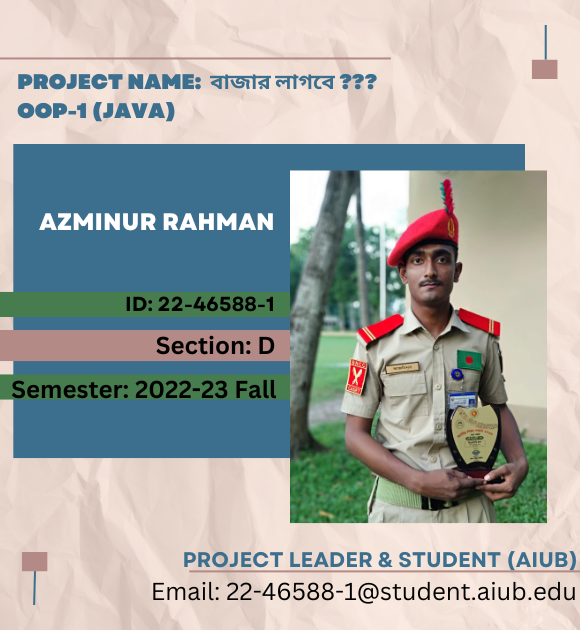 PROJECT NAME: বাজার লাগবে ???
OOP-1 (JAVA)
AZMINUR RAHMAN
ID: 22-46588-1
Section: D
Semester: 2022-23 Fall
PROJECT LEADER & STUDENT (AIUB)
Email: 22-46588-1@student.aiub.edu